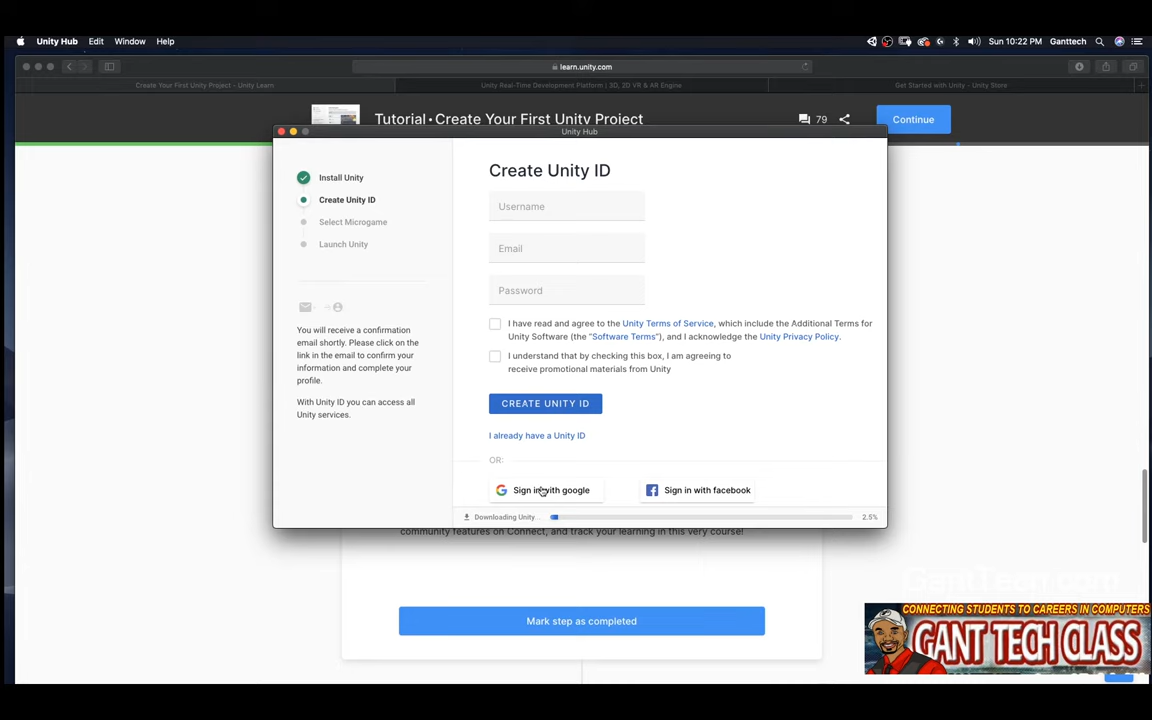 Unity Hub Edit Window Help
Sun 10:22 PM Ganttech
learn.unity.com
Create Your First Unity Project - Unity Learn
Unity Real-Time Development Platform | 3D, 2D VR & AR Engine
Get Started with Unity - Unity Store
Tutorial • Create Your First Unity Project
79
Continue
Unity Hub
Install Unity
Create Unity ID
Select Microgame
Launch Unity
You will receive a confirmation
email shortly. Please click on the
link in the email to confirm your
information and complete your
profile.
With Unity ID you can access all
Unity services.
Create Unity ID
Username
Email
Password
I have read and agree to the Unity Terms of Service, which include the Additional Terms for
Unity Software (the "Software Terms"), and I acknowledge the Unity Privacy Policy.
I understand that by checking this box, I am agreeing to
receive promotional materials from Unity
CREATE UNITY ID
I already have a Unity ID
OR:
Sign in with google
Sign in with facebook
Downloading Unity...
2.5%
community features on Connect, and track your learning in this very course!
Mark step as completed
GantTech.com
CONNECTING STUDENTS TO CAREERS IN COMPUTERS
GANT TECH CLASS